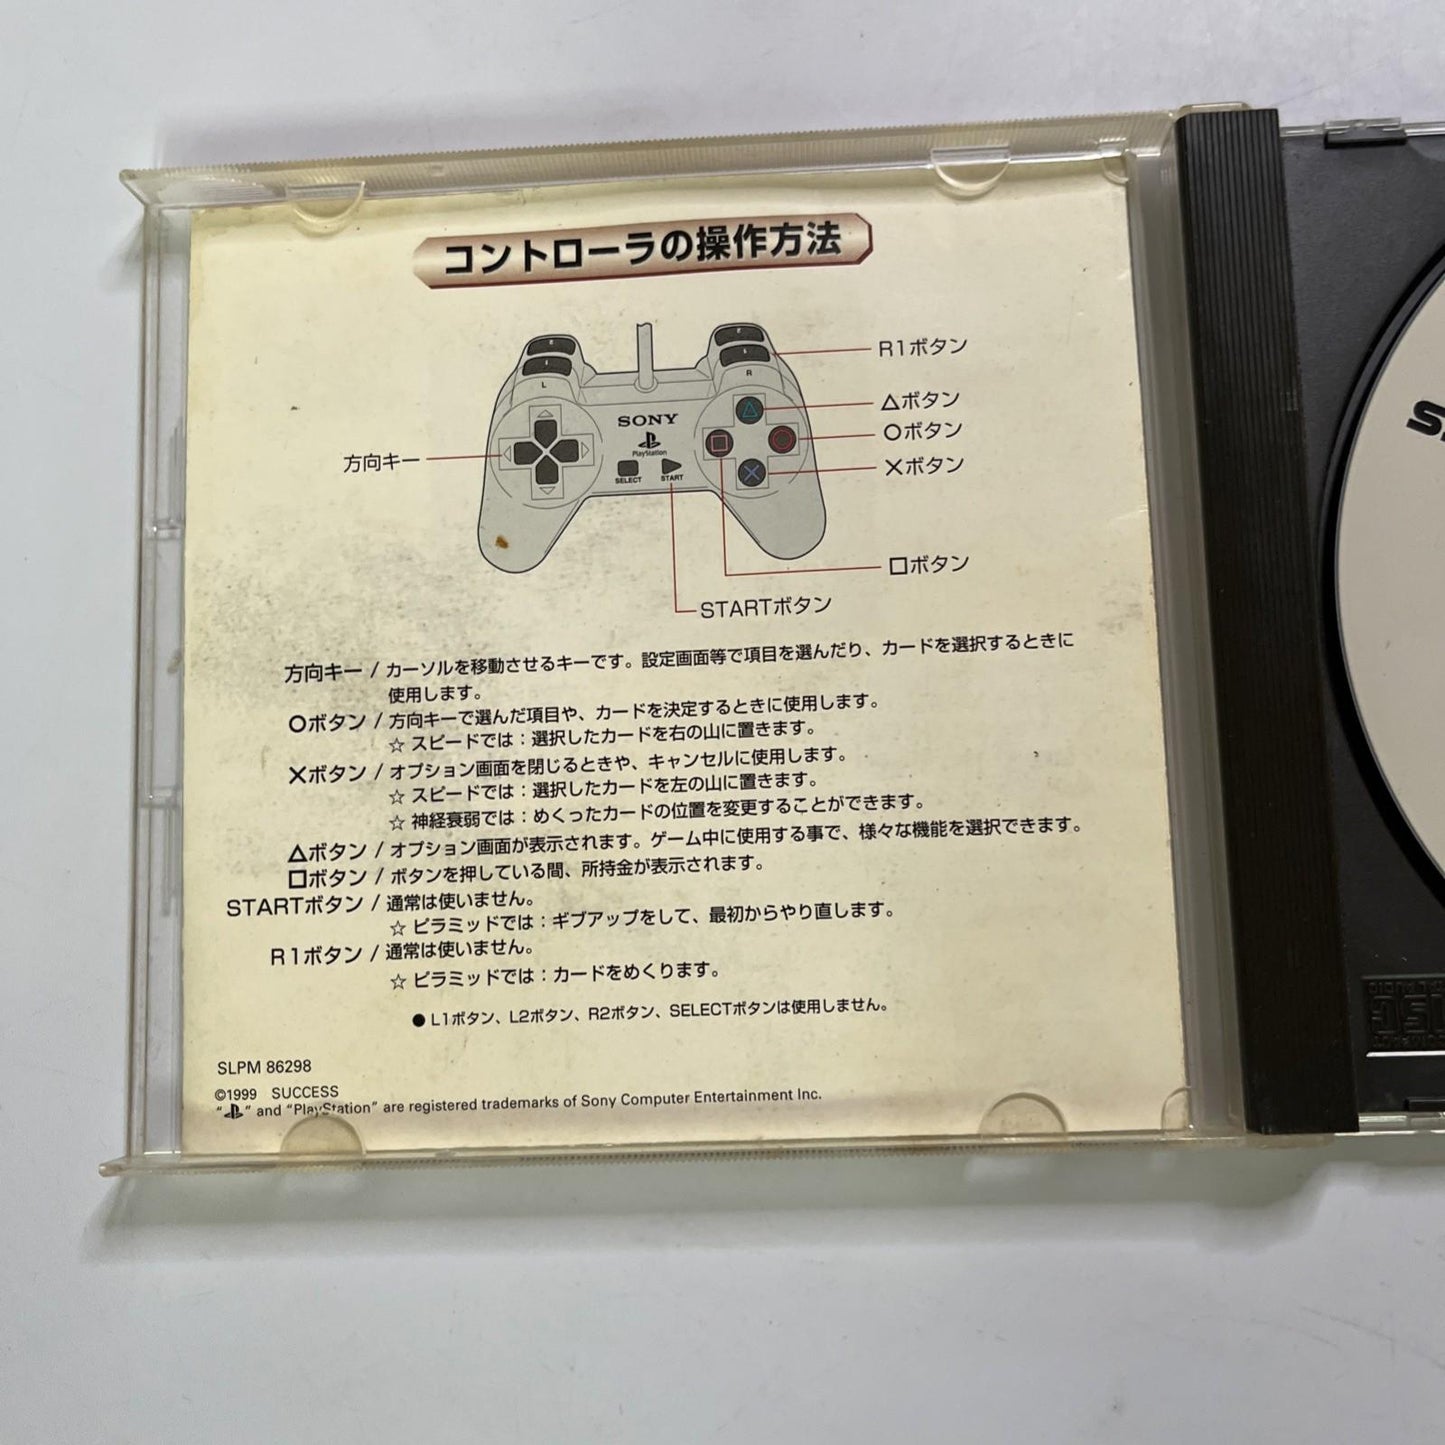 コントローラの操作方法
R1ボタン
△ボタン
○ボタン
×ボタン
方向キー
□ボタン
STARTボタン
2
1
L
2
1
R
SONY
PlayStation
SELECT START
方向キー / カーソルを移動させるキーです。設定画面等で項目を選んだり、カードを選択するときに
使用します。
○ボタン / 方向キーで選んだ項目や、カードを決定するときに使用します。
☆ スピードでは：選択したカードを右の山に置きます。
×ボタン / オプション画面を閉じるときや、キャンセルに使用します。
☆ スピードでは：選択したカードを左の山に置きます。
☆ 神経衰弱では：めくったカードの位置を変更することができます。
△ボタン / オプション画面が表示されます。ゲーム中に使用する事で、様々な機能を選択できます。
□ボタン / ボタンを押している間、所持金が表示されます。
STARTボタン / 通常は使いません。
☆ ピラミッドでは：ギブアップをして、最初からやり直します。
R1ボタン / 通常は使いません。
☆ ピラミッドでは：カードをめくります。
● L1ボタン、L2ボタン、R2ボタン、SELECTボタンは使用しません。
SLPM 86298
©1999 SUCCESS
“ ” and “PlayStation” are registered trademarks of Sony Computer Entertainment Inc.